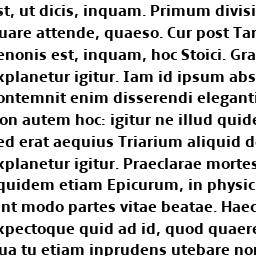 st, ut dicis, inquam. Primum divisi
uare attende, quaeso. Cur post Tar
enonis est, inquam, hoc Stoici. Gra
xplanetur igitur. Iam id ipsum abs
ontemnit enim disserendi eleganti
on autem hoc: igitur ne illud quide
ed erat aequius Triarium aliquid d
xplanetur igitur. Praeclarae mortes
quidem etiam Epicurum, in physic
nt modo partes vitae beatae. Haec
xpectoque quid ad id, quod quaere
ua tu etiam inprudens utebare non